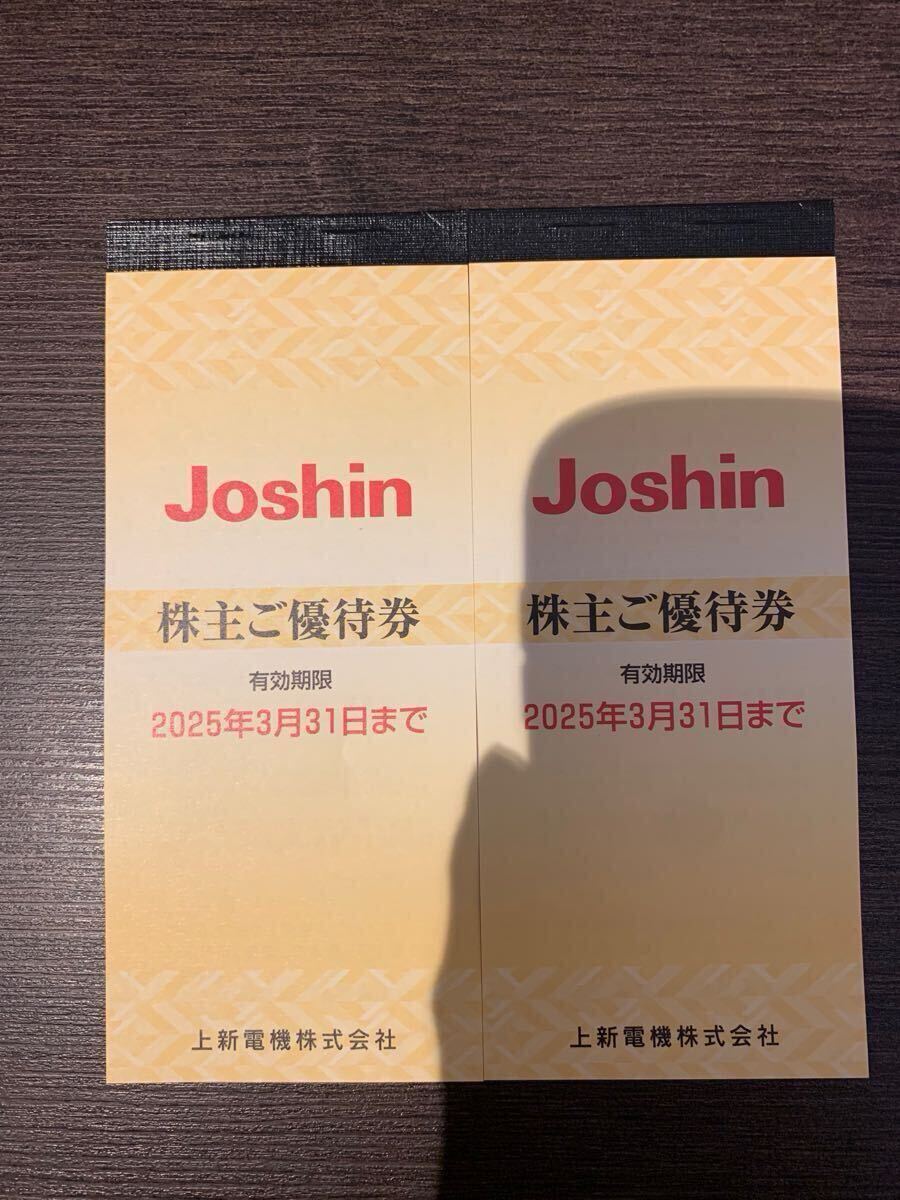 Joshin
株主ご優待券
有効期限
2025年3月31日まで
上新電機株式会社
Joshin
株主ご優待券
有効期限
2025年3月31日まで
上新電機株式会社